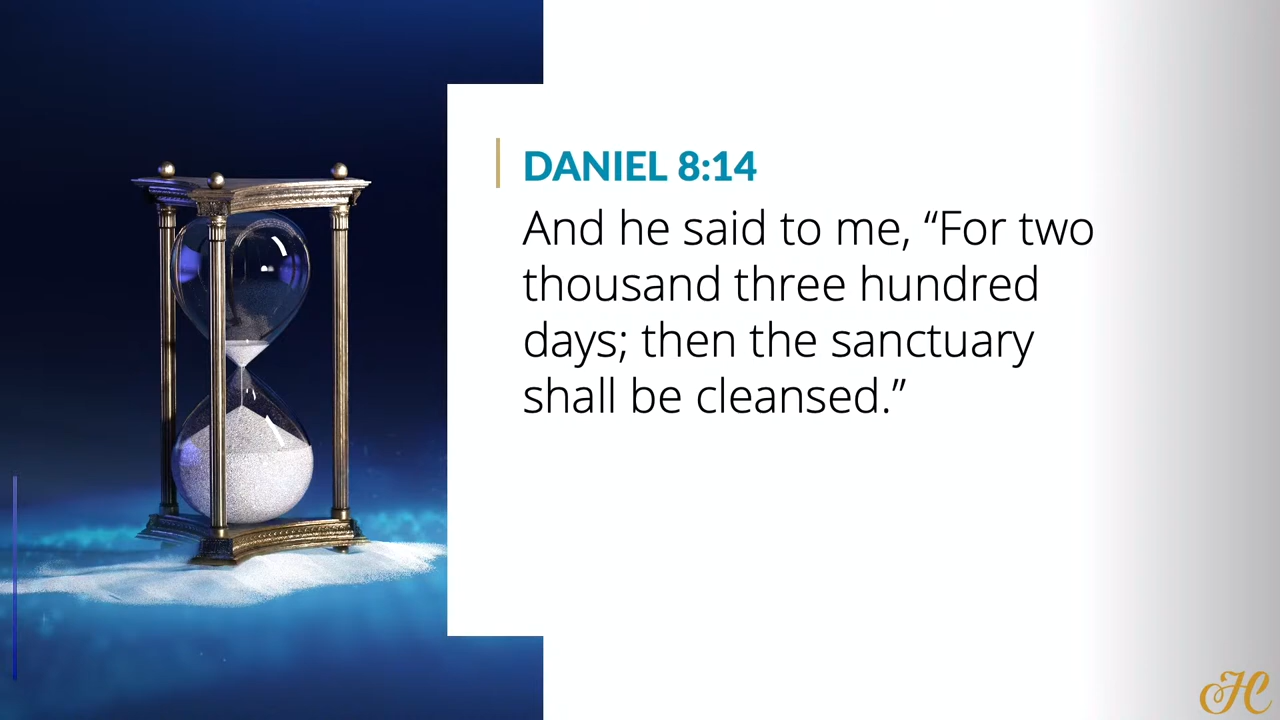 DANIEL 8:14
And he said to me, “For two
thousand three hundred
days; then the sanctuary
shall be cleansed.”
HC